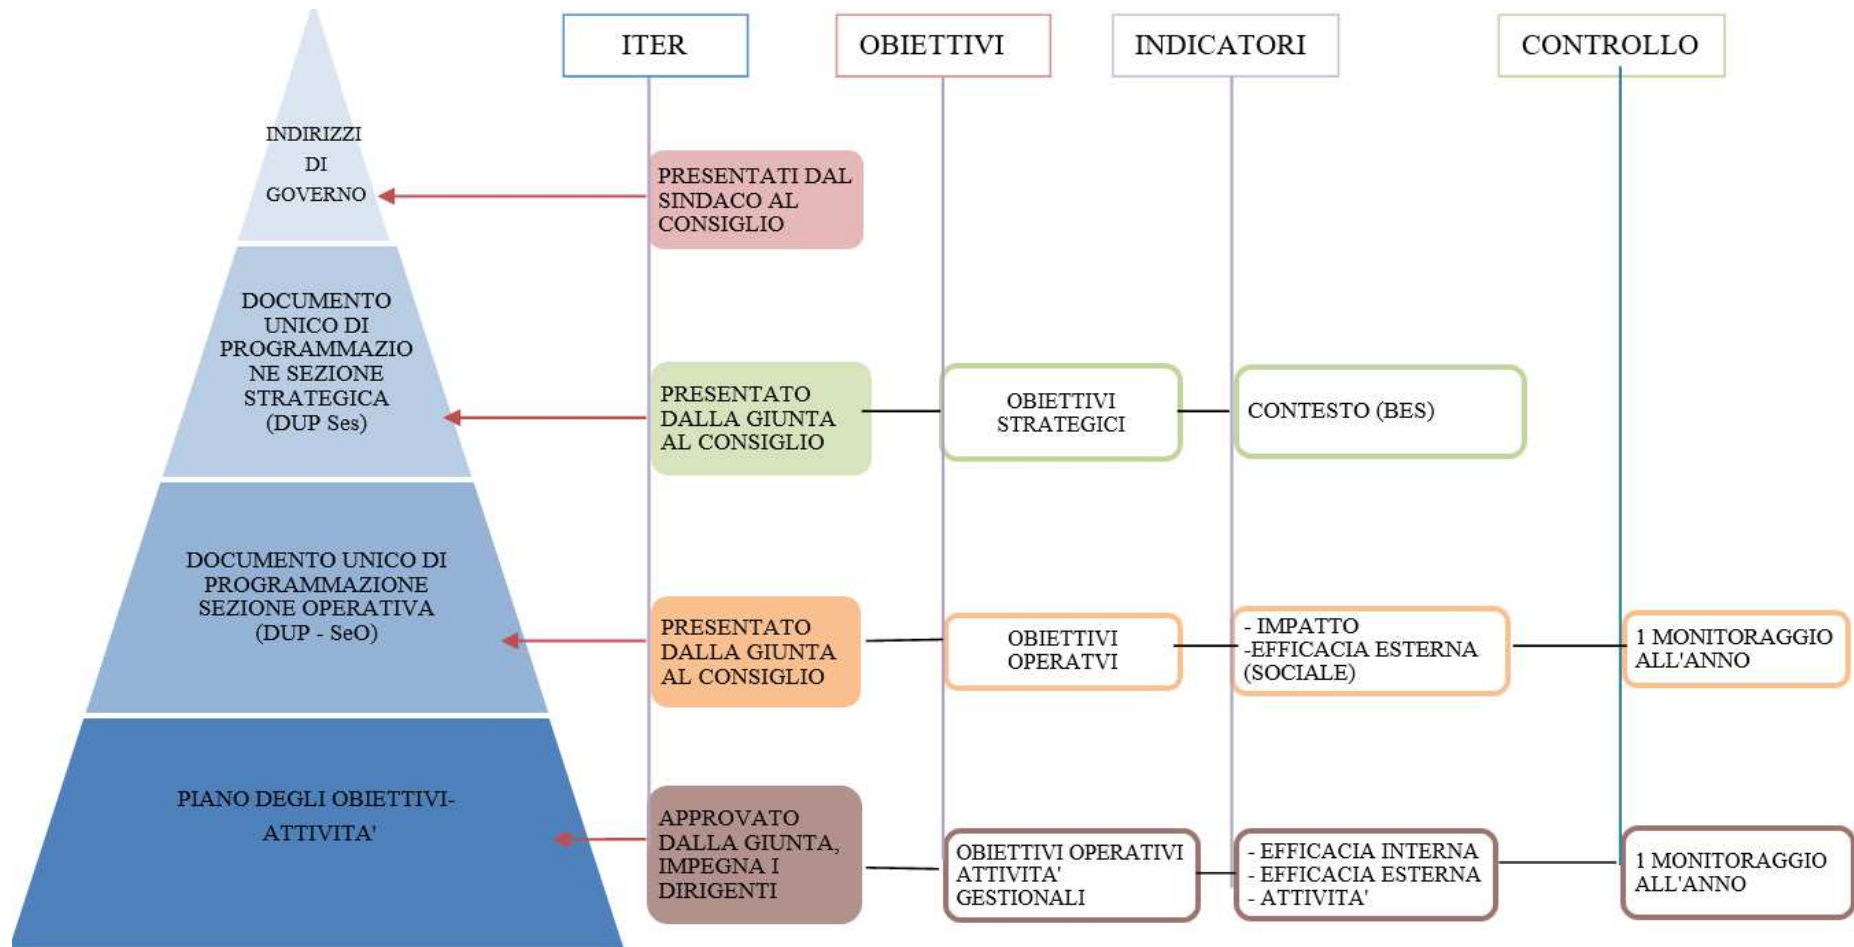 ITER
OBIETTIVI
INDICATORI
CONTROLLO
INDIRIZZI
DI
GOVERNO
PRESENTATI DAL
SINDACO AL
CONSIGLIO
DOCUMENTO
UNICO DI
PROGRAMMAZIO
NE SEZIONE
STRATEGICA
(DUP Ses)
PRESENTATO
DALLA GIUNTA
AL CONSIGLIO
OBIETTIVI
STRATEGICI
CONTESTO (BES)
DOCUMENTO UNICO DI
PROGRAMMAZIONE
SEZIONE OPERATIVA
(DUP - SeO)
PRESENTATO
DALLA GIUNTA
AL CONSIGLIO
OBIETTIVI
OPERATVI
- IMPATTO
-EFFICACIA ESTERNA
(SOCIALE)
1 MONITORAGGIO
ALL'ANNO
PIANO DEGLI OBIETTIVI-
ATTIVITA'
APPROVATO
DALLA GIUNTA,
IMPEGNA I
DIRIGENTI
OBIETTIVI OPERATIVI
ATTIVITA'
GESTIONALI
- EFFICACIA INTERNA
- EFFICACIA ESTERNA
- ATTIVITA'
1 MONITORAGGIO
ALL'ANNO